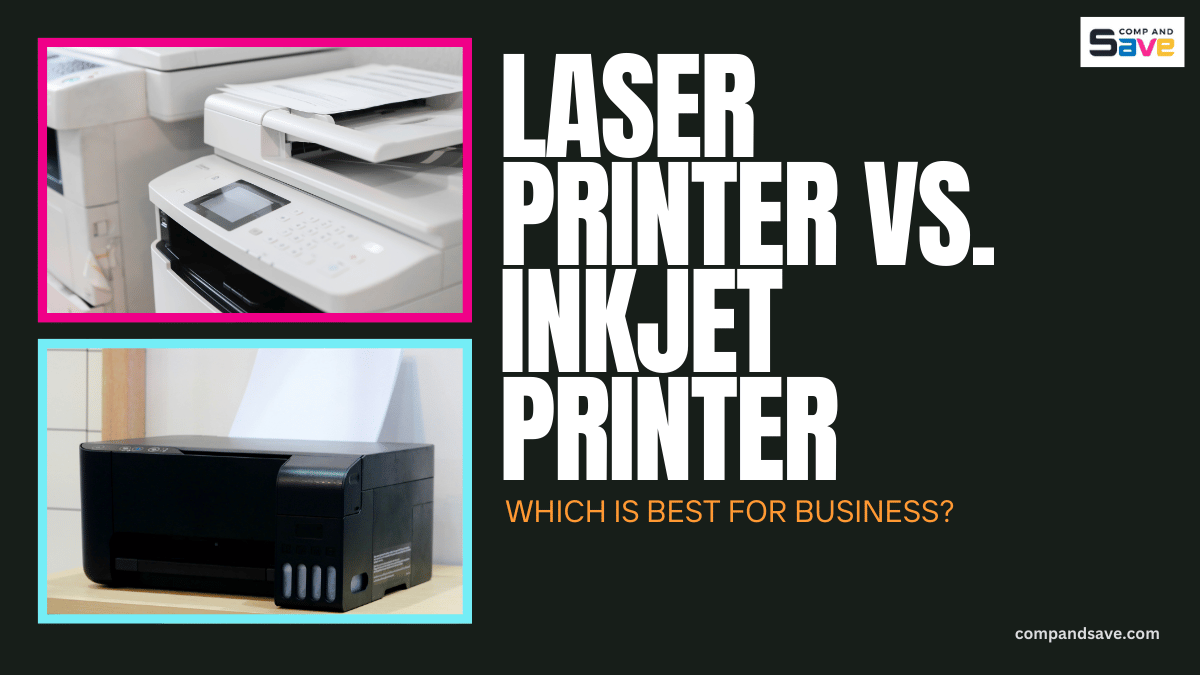 COMP AND
Save
LASER
PRINTER VS.
INKJET
PRINTER
WHICH IS BEST FOR BUSINESS?
compandsave.com